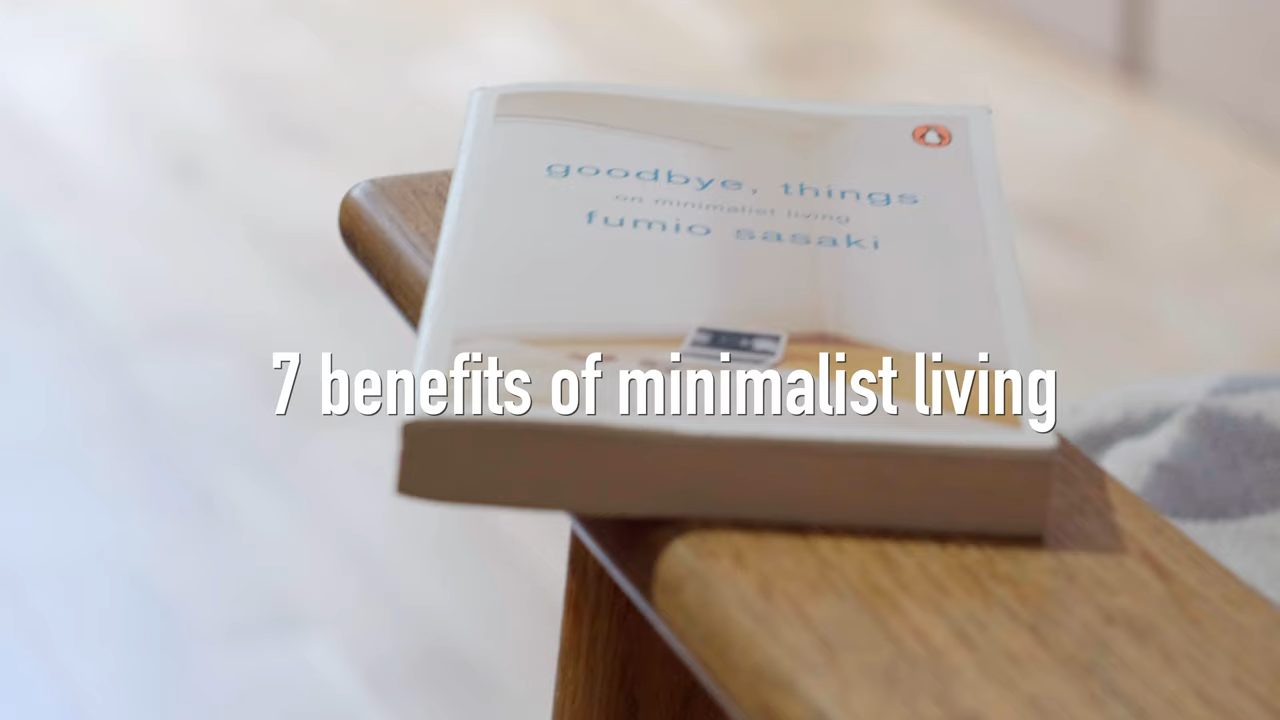 goodbye, things
on minimalist living
fumio sasaki
7 benefits of minimalist living